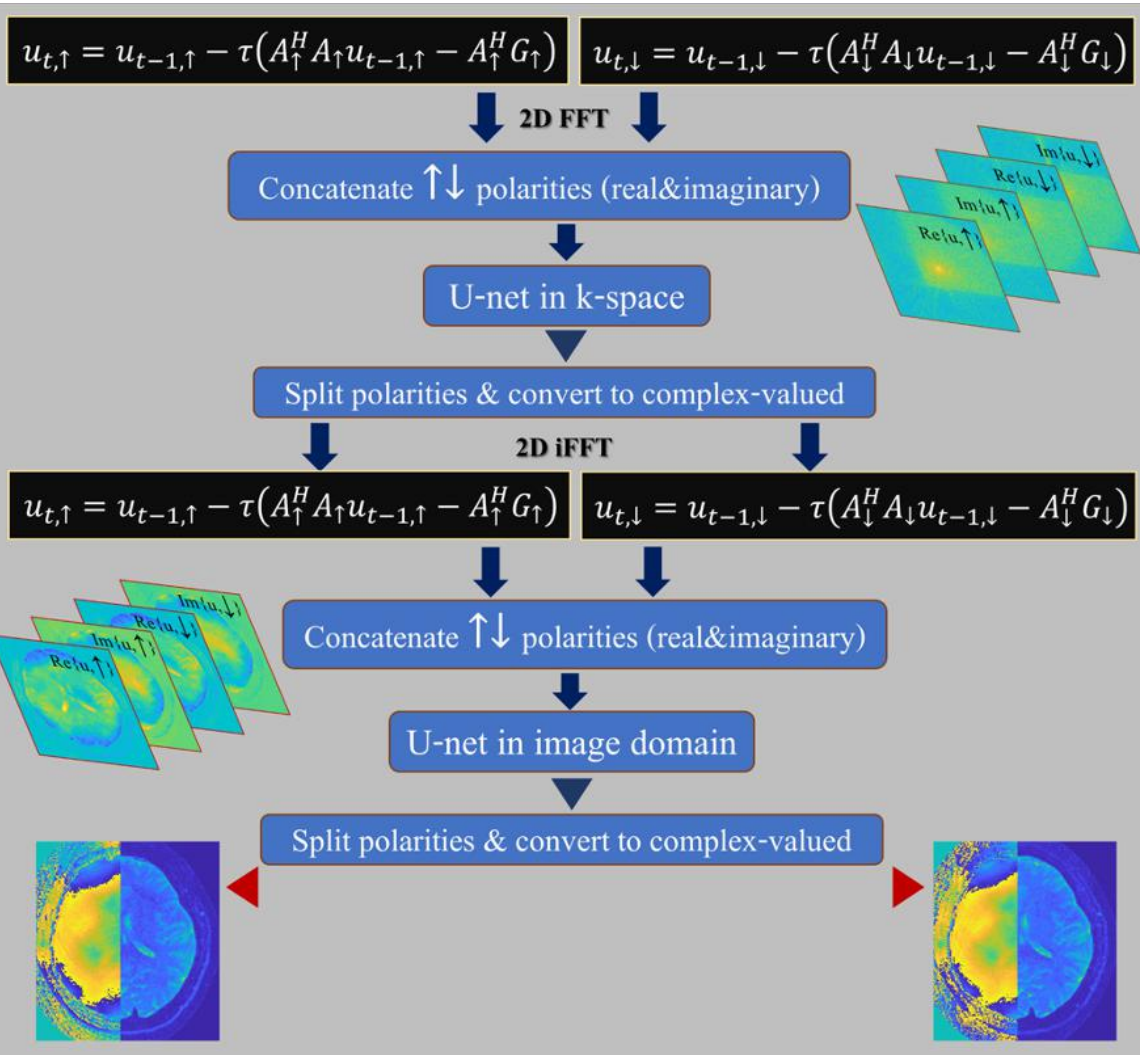 u_{t,↑} = u_{t−1,↑} − τ(A_↑^H A_↑ u_{t−1,↑} − A_↑^H G_↑)
u_{t,↓} = u_{t−1,↓} − τ(A_↓^H A_↓ u_{t−1,↓} − A_↓^H G_↓)
2D FFT
Concatenate ↑↓ polarities (real&imaginary)
Im{u,↓}
Re{u,↓}
Im{u,↑}
Re{u,↑}
U-net in k-space
Split polarities & convert to complex-valued
2D iFFT
u_{t,↑} = u_{t−1,↑} − τ(A_↑^H A_↑ u_{t−1,↑} − A_↑^H G_↑)
u_{t,↓} = u_{t−1,↓} − τ(A_↓^H A_↓ u_{t−1,↓} − A_↓^H G_↓)
Im{u,↓}
Re{u,↓}
Im{u,↑}
Re{u,↑}
Concatenate ↑↓ polarities (real&imaginary)
U-net in image domain
Split polarities & convert to complex-valued